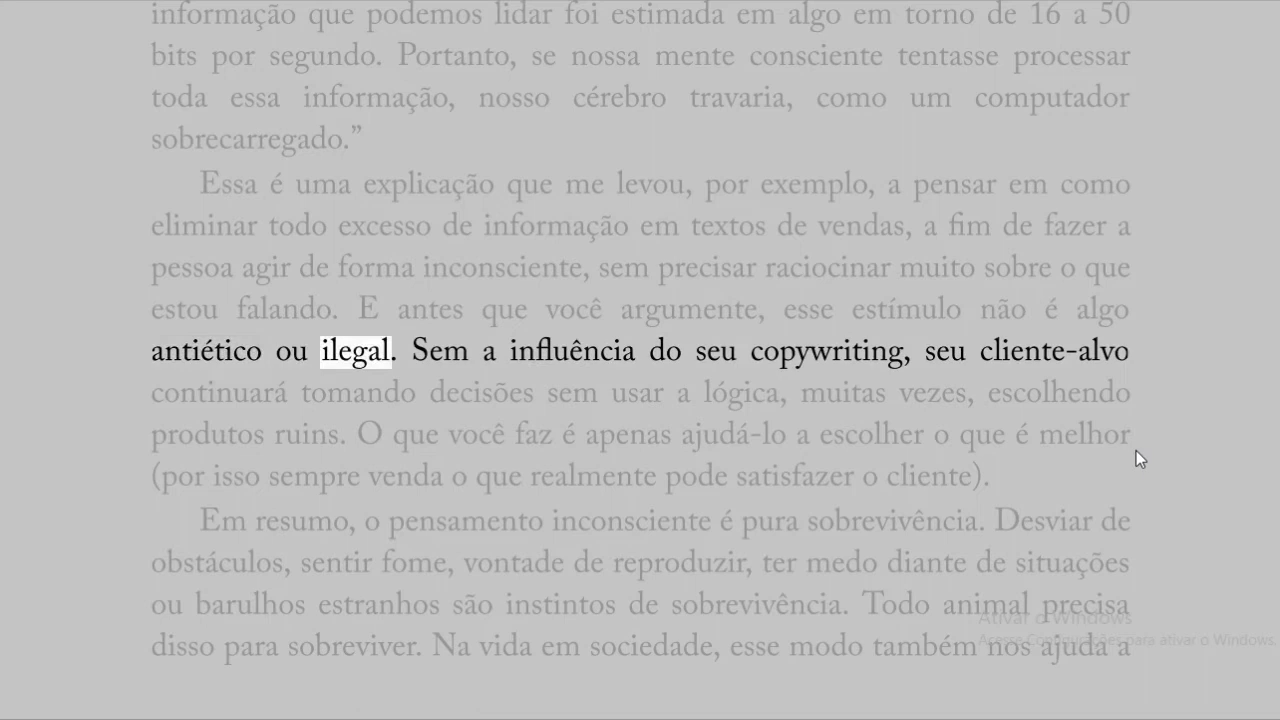 informação que podemos lidar foi estimada em algo em torno de 16 a 50
bits por segundo. Portanto, se nossa mente consciente tentasse processar
toda essa informação, nosso cérebro travaria, como um computador
sobrecarregado.”
Essa é uma explicação que me levou, por exemplo, a pensar em como
eliminar todo excesso de informação em textos de vendas, a fim de fazer a
pessoa agir de forma inconsciente, sem precisar raciocinar muito sobre o que
estou falando. E antes que você argumente, esse estímulo não é algo
antiético ou ilegal. Sem a influência do seu copywriting, seu cliente-alvo
continuará tomando decisões sem usar a lógica, muitas vezes, escolhendo
produtos ruins. O que você faz é apenas ajudá-lo a escolher o que é melhor
(por isso sempre venda o que realmente pode satisfazer o cliente).
Em resumo, o pensamento inconsciente é pura sobrevivência. Desviar de
obstáculos, sentir fome, vontade de reproduzir, ter medo diante de situações
ou barulhos estranhos são instintos de sobrevivência. Todo animal precisa
disso para sobreviver. Na vida em sociedade, esse modo também nos ajuda a
Ativar o Windows
Acesse Configurações para ativar o Windows.